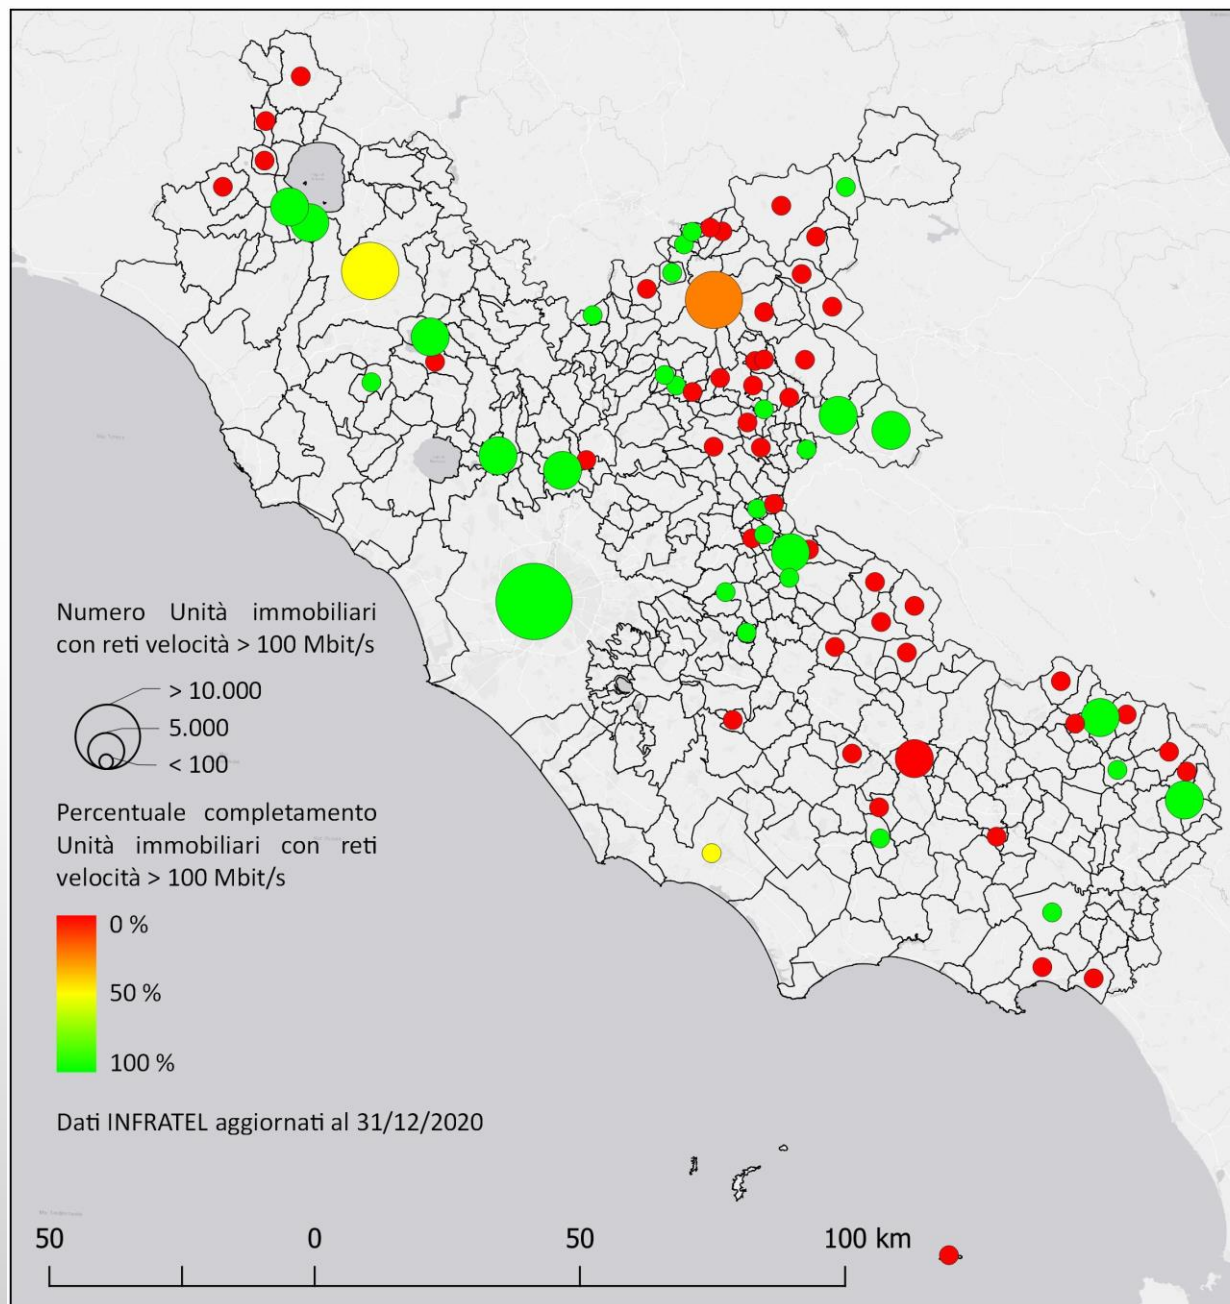 Numero Unità immobiliari
con reti velocità > 100 Mbit/s
> 10.000
5.000
< 100
Percentuale completamento
Unità immobiliari con reti
velocità > 100 Mbit/s
0 %
50 %
100 %
Dati INFRATEL aggiornati al 31/12/2020
50 0 50 100 km